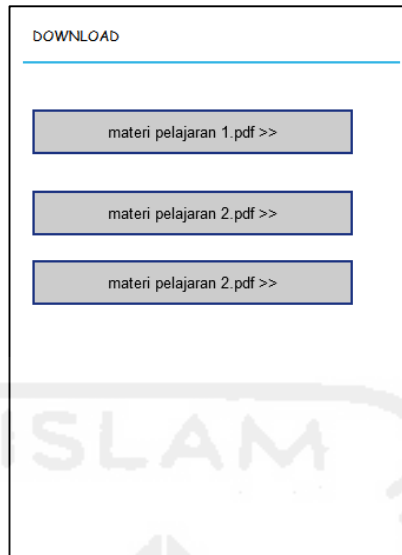 DOWNLOAD
materi pelajaran 1.pdf >>
materi pelajaran 2.pdf >>
materi pelajaran 2.pdf >>
ISLAM